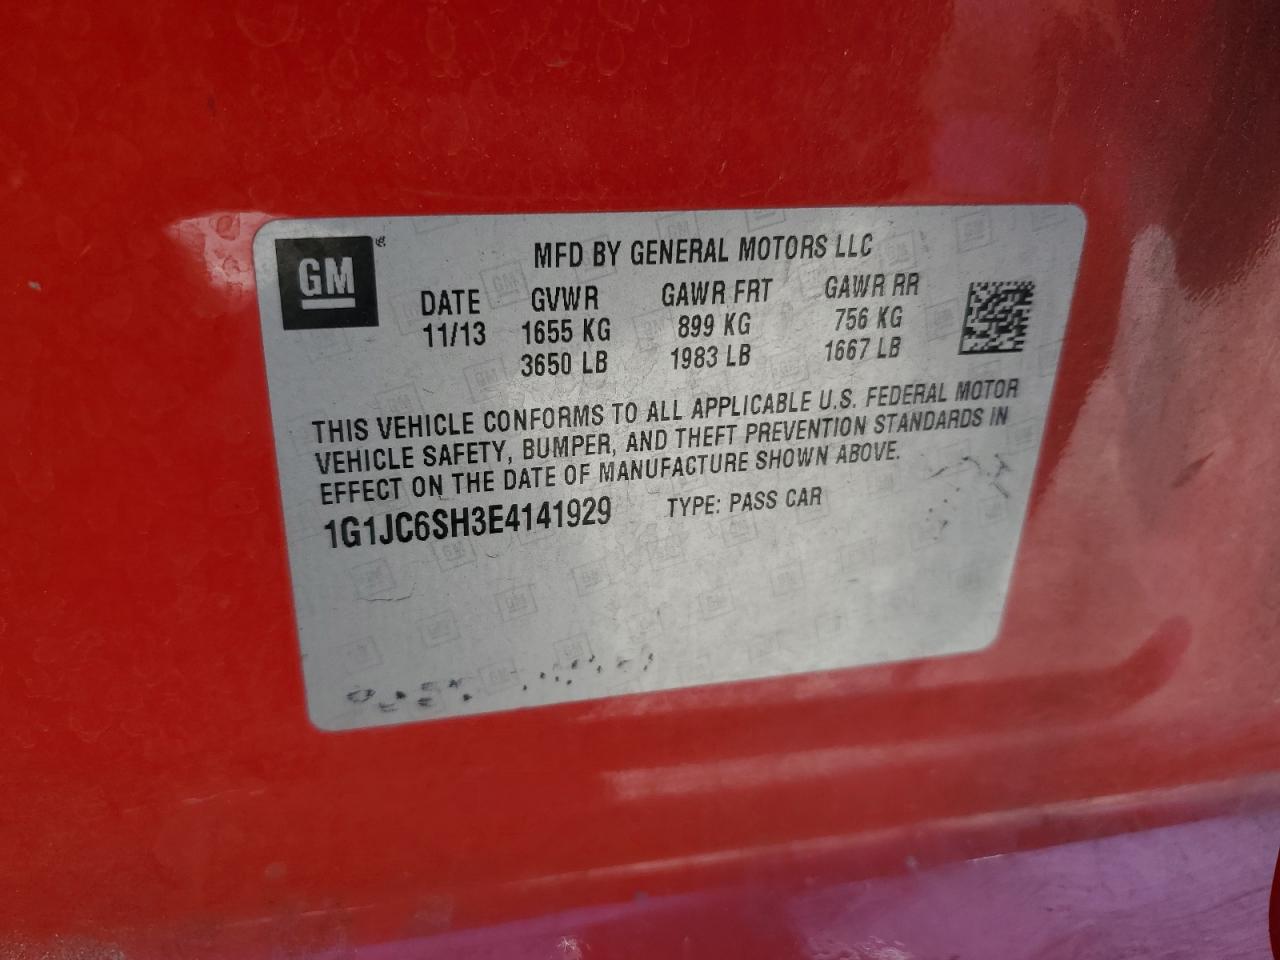 GM
MFD BY GENERAL MOTORS LLC
DATE GVWR GAWR FRT GAWR RR
11/13 1655 KG 899 KG 756 KG
3650 LB 1983 LB 1667 LB
THIS VEHICLE CONFORMS TO ALL APPLICABLE U.S. FEDERAL MOTOR
VEHICLE SAFETY, BUMPER, AND THEFT PREVENTION STANDARDS IN
EFFECT ON THE DATE OF MANUFACTURE SHOWN ABOVE.
1G1JC6SH3E4141929 TYPE: PASS CAR